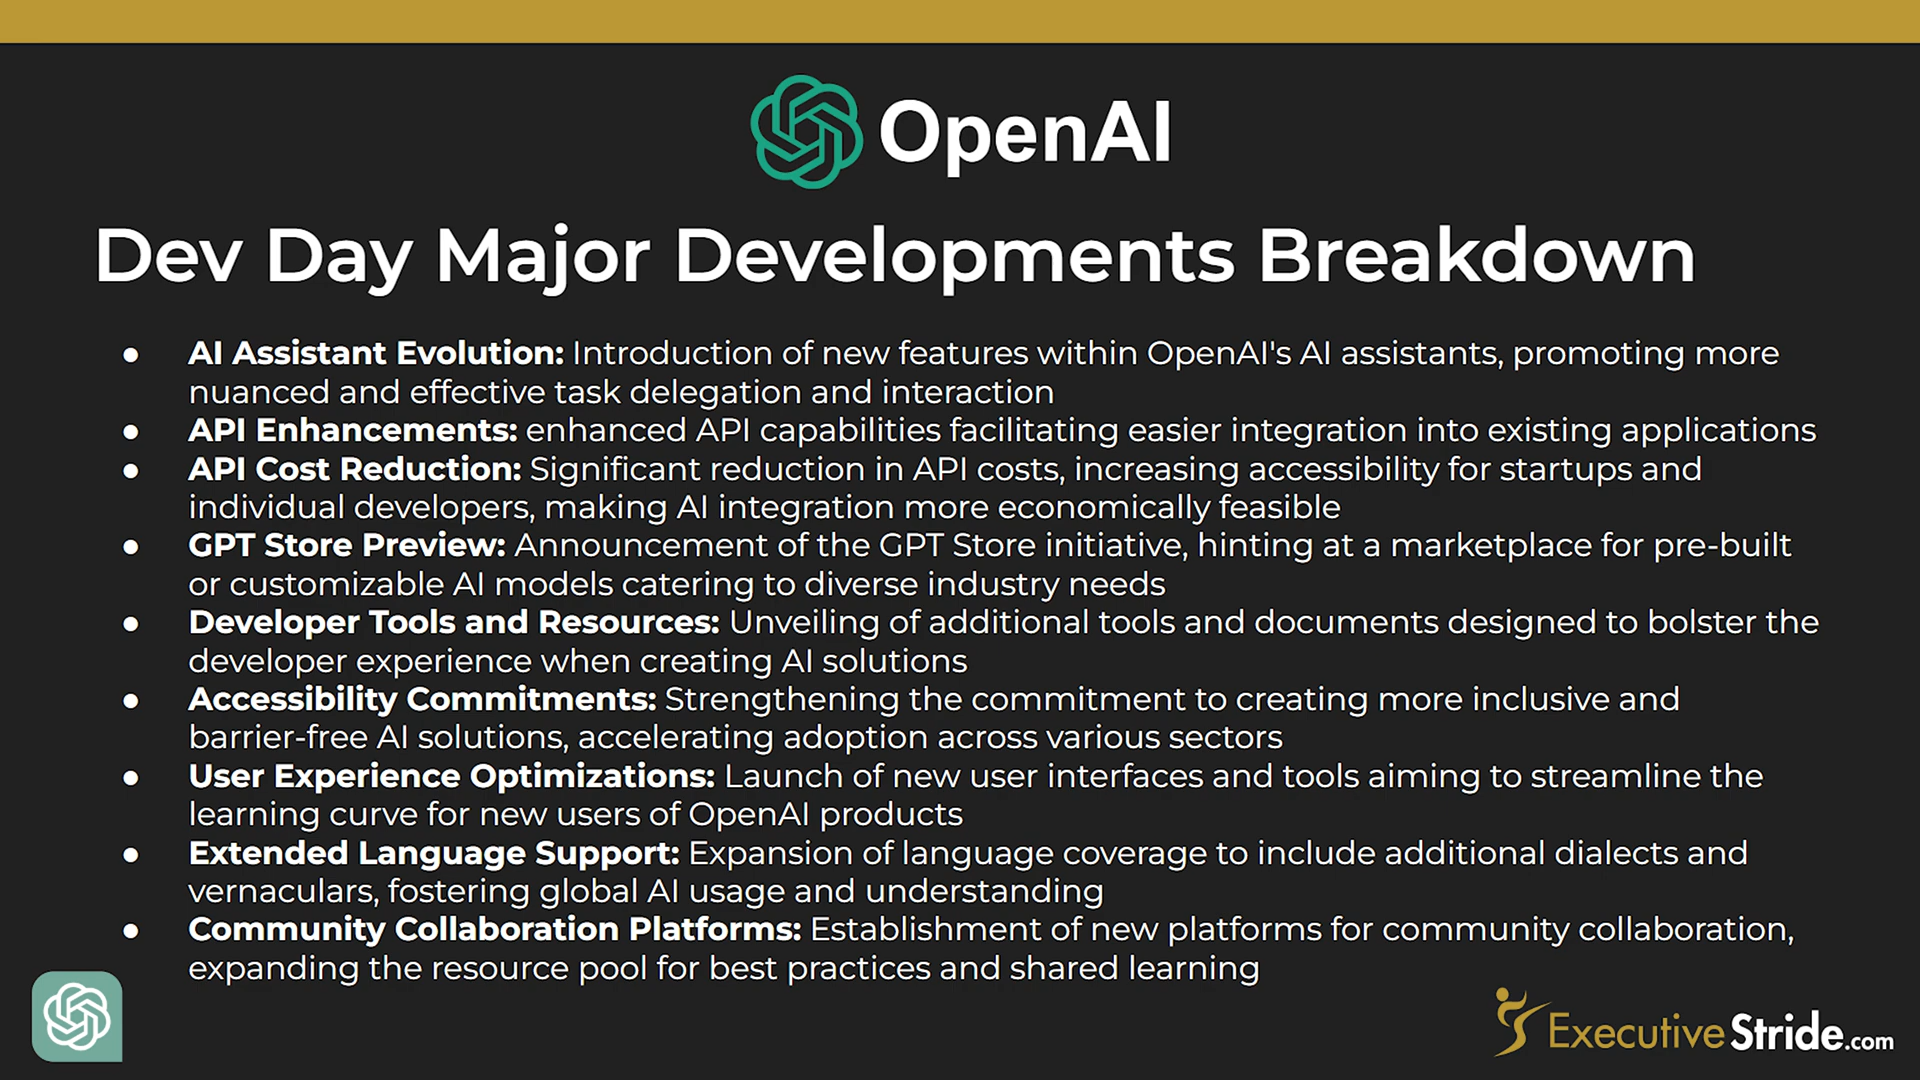 OpenAI
Dev Day Major Developments Breakdown
● AI Assistant Evolution: Introduction of new features within OpenAI's AI assistants, promoting more
nuanced and effective task delegation and interaction
● API Enhancements: enhanced API capabilities facilitating easier integration into existing applications
● API Cost Reduction: Significant reduction in API costs, increasing accessibility for startups and
individual developers, making AI integration more economically feasible
● GPT Store Preview: Announcement of the GPT Store initiative, hinting at a marketplace for pre-built
or customizable AI models catering to diverse industry needs
● Developer Tools and Resources: Unveiling of additional tools and documents designed to bolster the
developer experience when creating AI solutions
● Accessibility Commitments: Strengthening the commitment to creating more inclusive and
barrier-free AI solutions, accelerating adoption across various sectors
● User Experience Optimizations: Launch of new user interfaces and tools aiming to streamline the
learning curve for new users of OpenAI products
● Extended Language Support: Expansion of language coverage to include additional dialects and
vernaculars, fostering global AI usage and understanding
● Community Collaboration Platforms: Establishment of new platforms for community collaboration,
expanding the resource pool for best practices and shared learning
ExecutiveStride.com